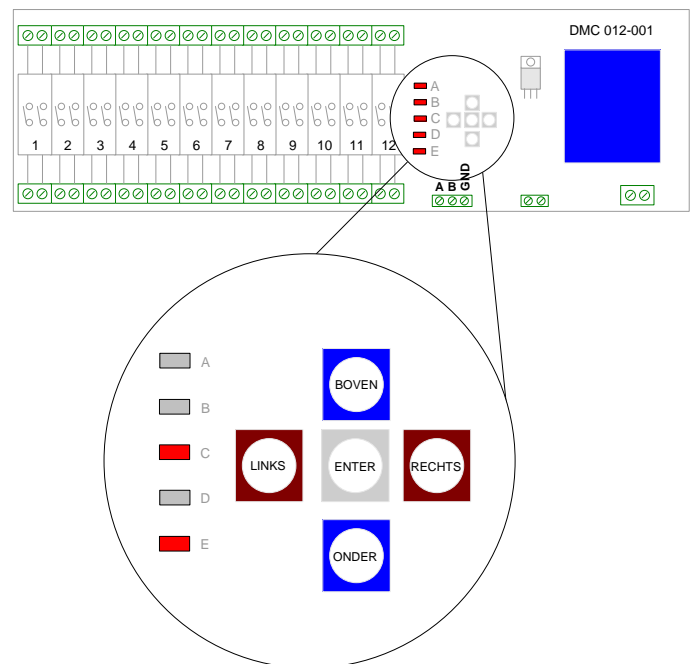 DMC 012-001
A
B
C
D
E
1 2 3 4 5 6 7 8 9 10 11 12
A B GND
A
B
C
D
E
BOVEN
LINKS ENTER RECHTS
ONDER